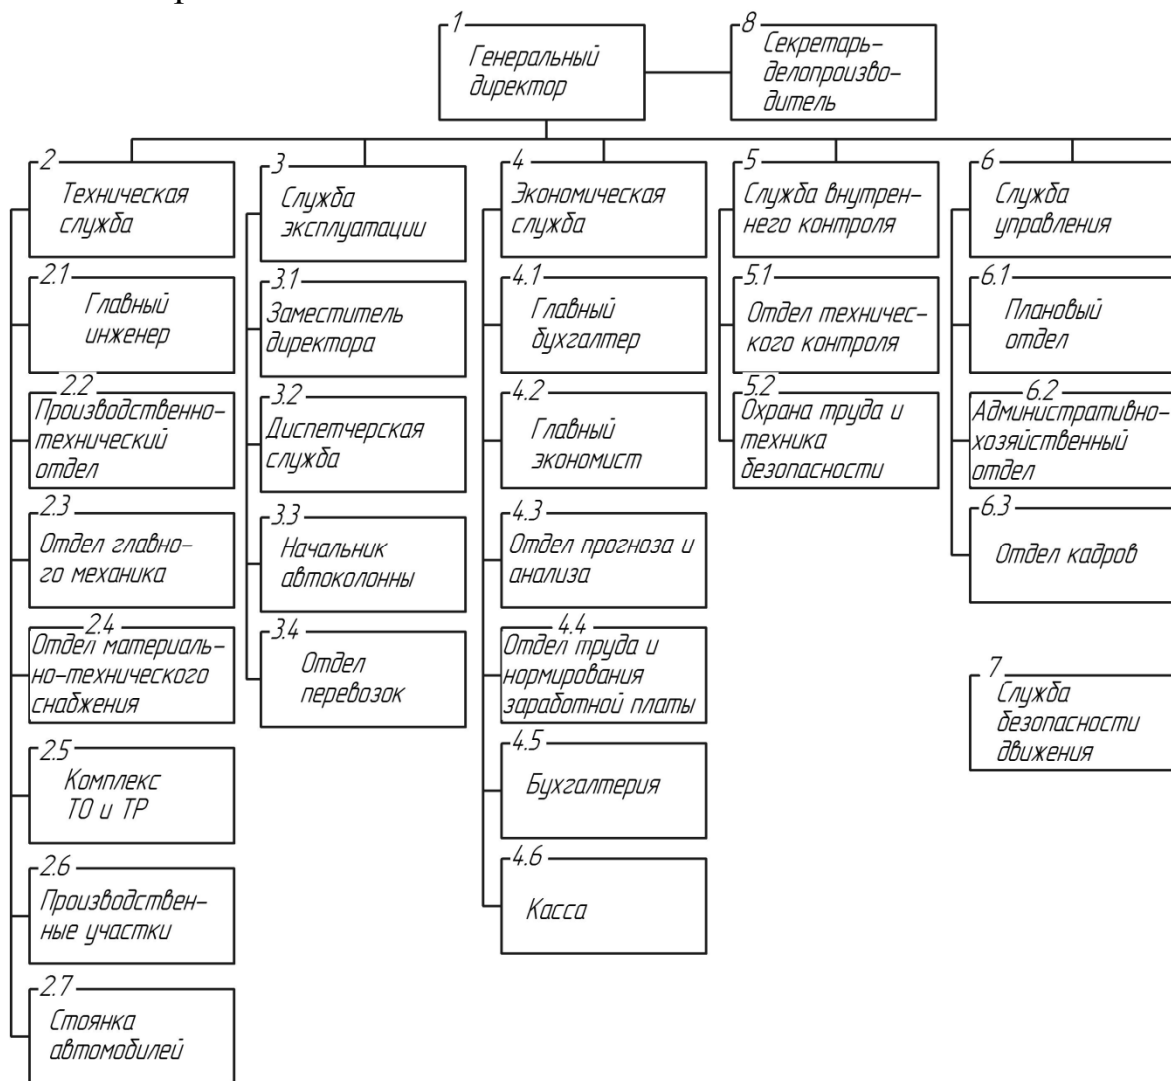 1
Генеральный
директор
8
Секретарь-
делопроизво-
дитель
2
Техническая
служба
2.1
Главный
инженер
2.2
Производственно-
технический
отдел
2.3
Отдел главно-
го механика
2.4
Отдел материаль-
но-технического
снабжения
2.5
Комплекс
ТО и ТР
2.6
Производствен-
ные участки
2.7
Стоянка
автомобилей
3
Служба
эксплуатации
3.1
Заместитель
директора
3.2
Диспетчерская
служба
3.3
Начальник
автоколонны
3.4
Отдел
перевозок
4
Экономическая
служба
4.1
Главный
бухгалтер
4.2
Главный
экономист
4.3
Отдел прогноза и
анализа
4.4
Отдел труда и
нормирования
заработной платы
4.5
Бухгалтерия
4.6
Касса
5
Служба внутрен-
него контроля
5.1
Отдел техничес-
кого контроля
5.2
Охрана труда и
техника
безопасности
6
Служба
управления
6.1
Плановый
отдел
6.2
Административно-
хозяйственный
отдел
6.3
Отдел кадров
7
Служба
безопасности
движения